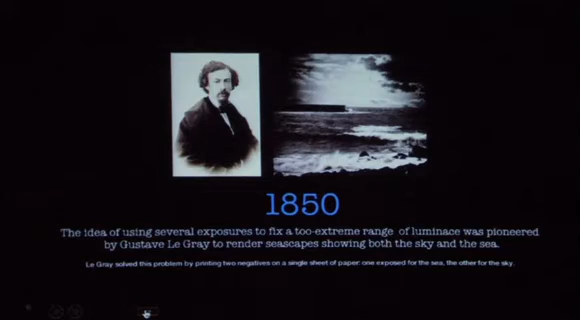 1850
The idea of using several exposures to fix a too-extreme range of luminace was pioneered
by Gustave Le Gray to render seascapes showing both the sky and the sea.
Le Gray solved this problem by printing two negatives on a single sheet of paper: one exposed for the sea, the other for the sky.